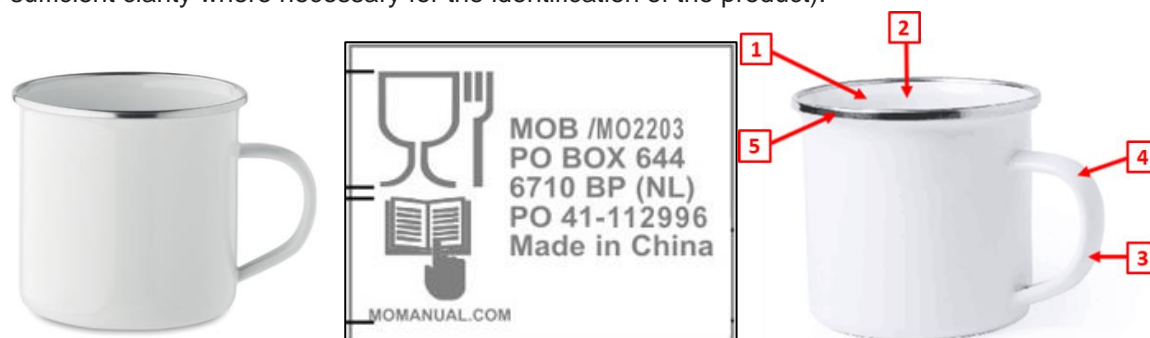 sufficient clarity where necessary for the identification of the product).
MOB /MO2203
PO BOX 644
6710 BP (NL)
PO 41-112996
Made in China
MOMANUAL.COM
1
2
5
4
3